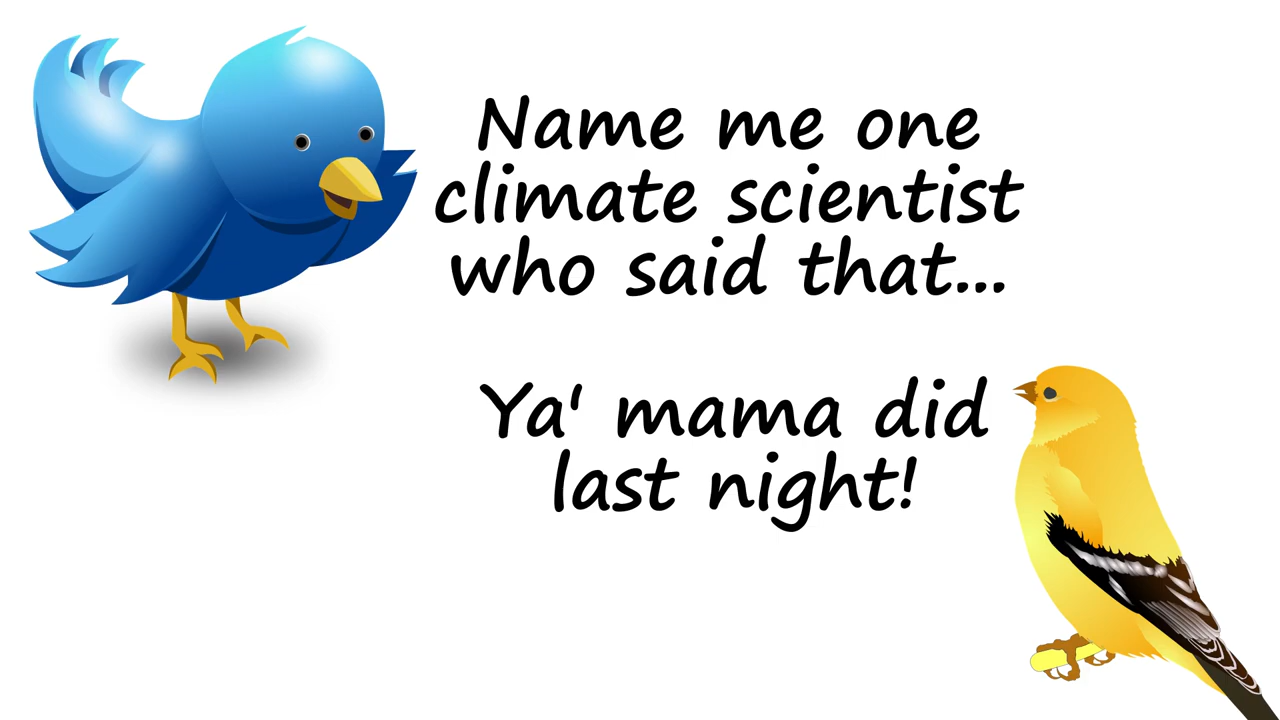 Name me one
climate scientist
who said that...
Ya' mama did
last night!